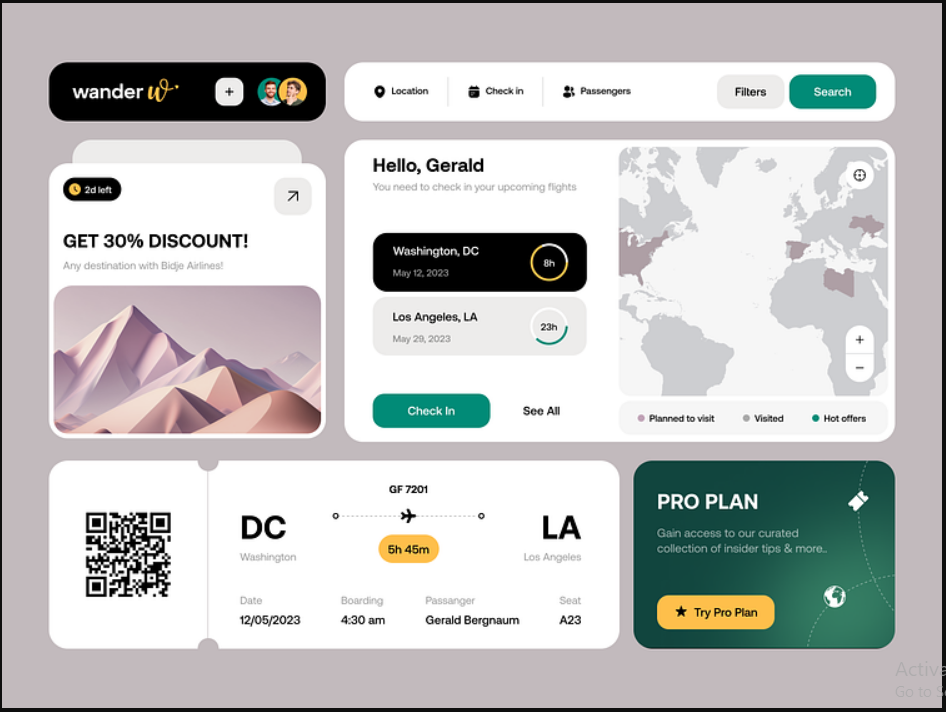 wander w
Location
Check in
Passengers
Filters
Search
2d left
GET 30% DISCOUNT!
Any destination with Bidje Airlines!
Hello, Gerald
You need to check in your upcoming flights
Washington, DC
May 12, 2023
8h
Los Angeles, LA
May 29, 2023
23h
Check In
See All
Planned to visit
Visited
Hot offers
GF 7201
DC
Washington
5h 45m
LA
Los Angeles
Date
Boarding
Passanger
Seat
12/05/2023
4:30 am
Gerald Bergnaum
A23
PRO PLAN
Gain access to our curated
collection of insider tips & more..
Try Pro Plan
Go to